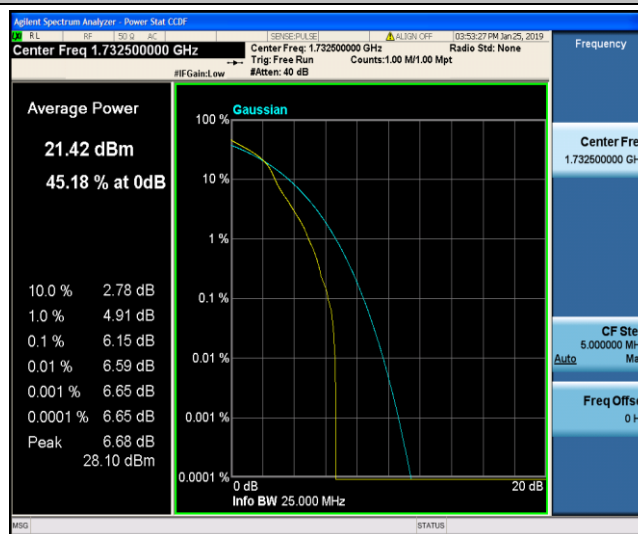 Agilent Spectrum Analyzer - Power Stat CCDF
RL RF 50 Ω AC SENSE:PULSE ALIGN OFF 03:53:27 PM Jan 25, 2019
Center Freq 1.732500000 GHz
Center Freq: 1.732500000 GHz Radio Std: None
Trig: Free Run Counts:1.00 M/1.00 Mpt
#IFGain:Low #Atten: 40 dB
Frequency
Average Power
21.42 dBm
45.18 % at 0dB
10.0 % 2.78 dB
1.0 % 4.91 dB
0.1 % 6.15 dB
0.01 % 6.59 dB
0.001 % 6.65 dB
0.0001 % 6.65 dB
Peak 6.68 dB
28.10 dBm
Gaussian
100 %
10 %
1 %
0.1 %
0.01 %
0.001 %
0.0001 %
0 dB 20 dB
Info BW 25.000 MHz
Center Fre
1.732500000 GH
CF Ste
5.000000 MH
Auto Ma
Freq Offs
0 H
MSG STATUS